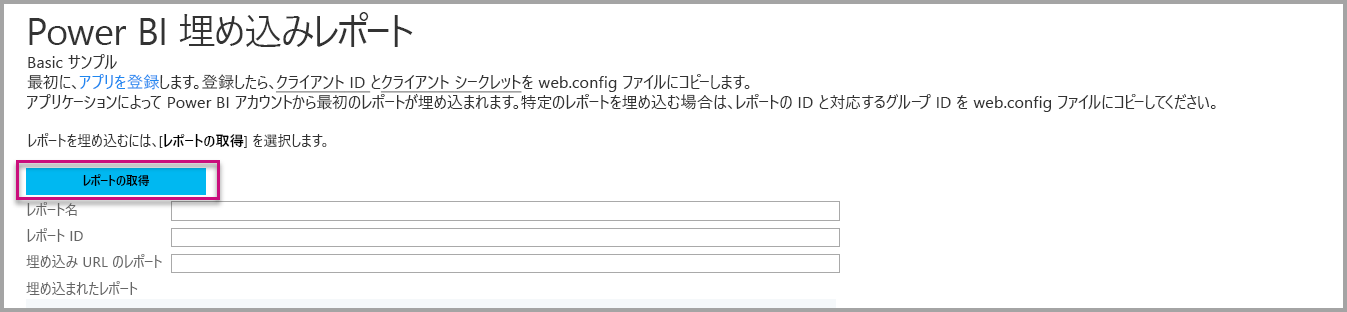 Power BI 埋め込みレポート
Basic サンプル
最初に、アプリを登録します。登録したら、クライアント ID とクライアント シークレットを web.config ファイルにコピーします。
アプリケーションによって Power BI アカウントから最初のレポートが埋め込まれます。特定のレポートを埋め込む場合は、レポートの ID と対応するグループ ID を web.config ファイルにコピーしてください。
レポートを埋め込むには、[レポートの取得] を選択します。
レポートの取得
レポート名
レポート ID
埋め込み URL のレポート
埋め込まれたレポート